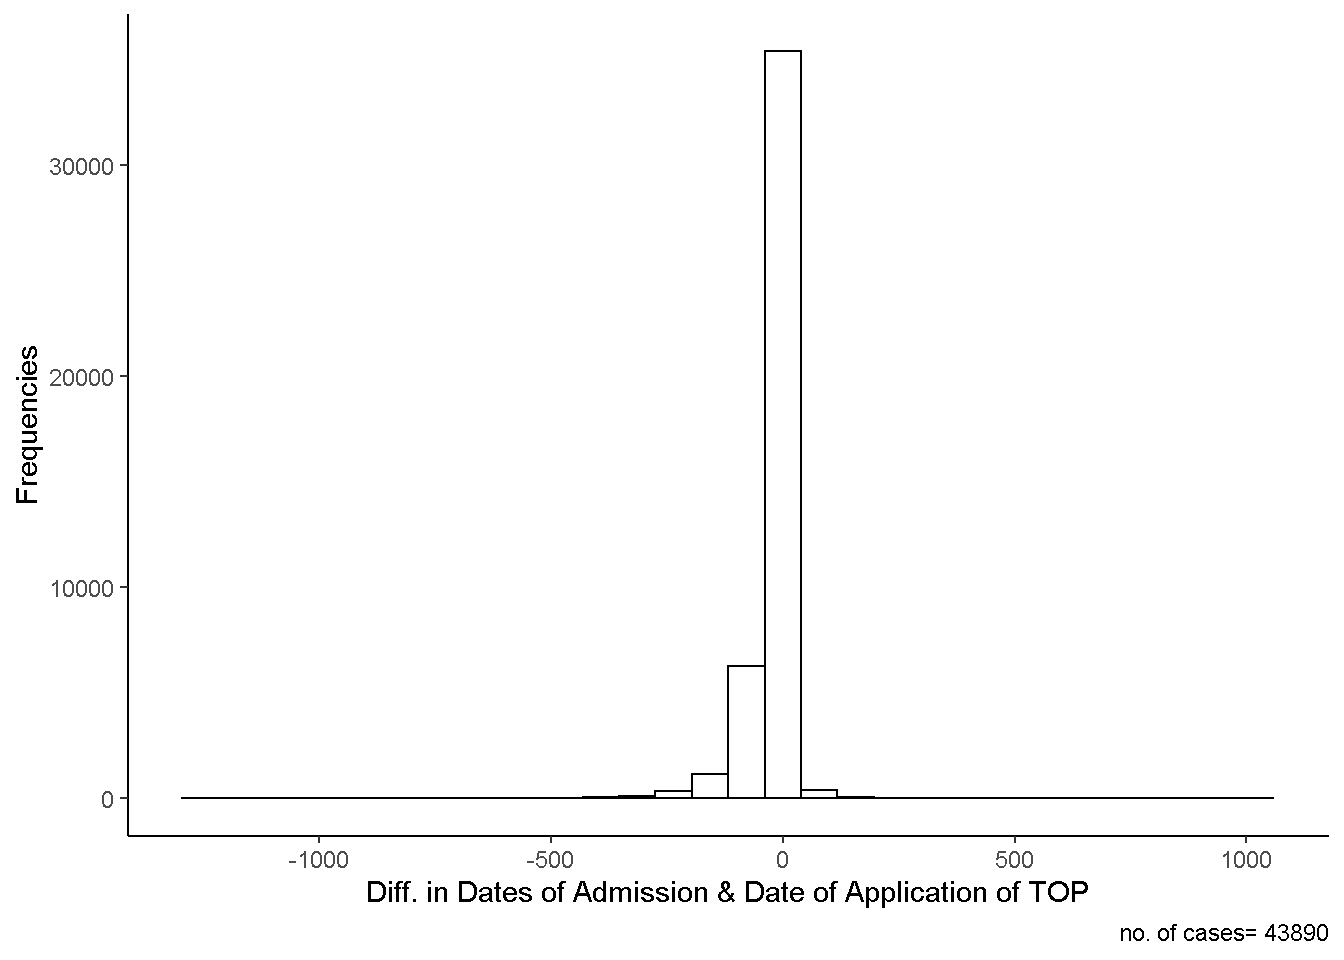 Frequencies
30000
20000
10000
0
-1000 -500 0 500 1000
Diff. in Dates of Admission & Date of Application of TOP
no. of cases= 43890